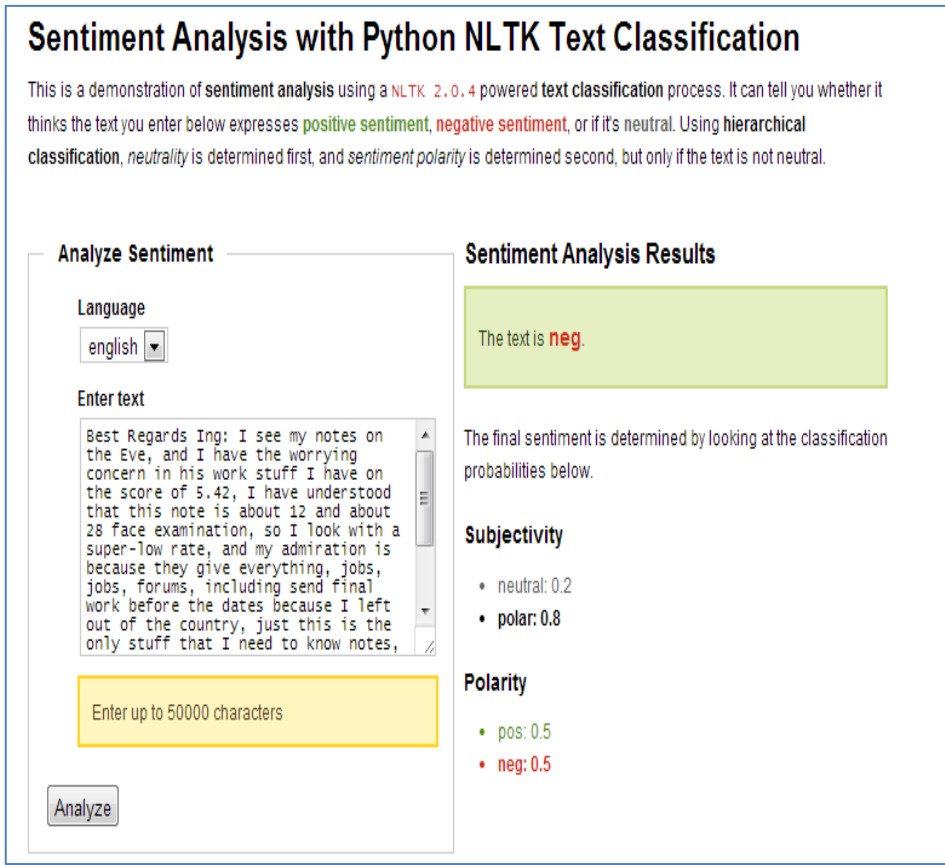 Sentiment Analysis with Python NLTK Text Classification
This is a demonstration of sentiment analysis using a NLTK 2.0.4 powered text classification process. It can tell you whether it
thinks the text you enter below expresses positive sentiment, negative sentiment, or if it's neutral. Using hierarchical
classification, neutrality is determined first, and sentiment polarity is determined second, but only if the text is not neutral.
Analyze Sentiment
Language
english
Enter text
Best Regards Ing: I see my notes on
the Eve, and I have the worrying
concern in his work stuff I have on
the score of 5.42, I have understood
that this note is about 12 and about
28 face examination, so I look with a
super-low rate, and my admiration is
because they give everything, jobs,
jobs, forums, including send final
work before the dates because I left
out of the country, just this is the
only stuff that I need to know notes,
Enter up to 50000 characters
Analyze
Sentiment Analysis Results
The text is neg.
The final sentiment is determined by looking at the classification
probabilities below.
Subjectivity
• neutral: 0.2
• polar: 0.8
Polarity
• pos: 0.5
• neg: 0.5